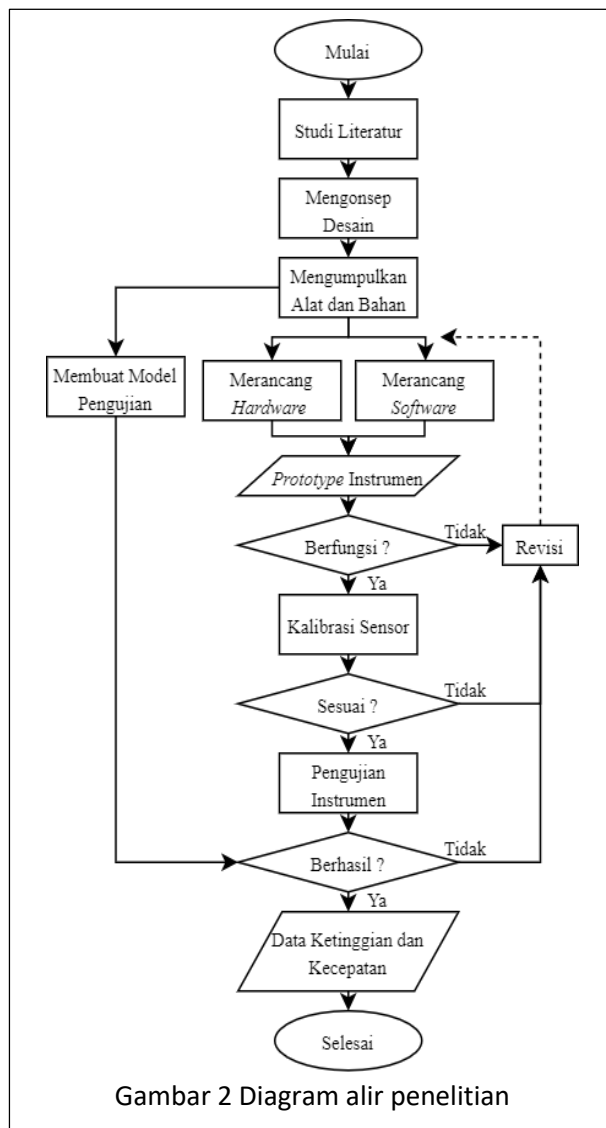 Mulai
Studi Literatur
Mengonsep
Desain
Mengumpulkan
Alat dan Bahan
Membuat Model
Pengujian
Merancang
Hardware
Merancang
Software
Prototype Instrumen
Berfungsi ?
Tidak
Revisi
Ya
Kalibrasi Sensor
Sesuai ?
Tidak
Ya
Pengujian
Instrumen
Berhasil ?
Tidak
Ya
Data Ketinggian dan
Kecepatan
Selesai
Gambar 2 Diagram alir penelitian